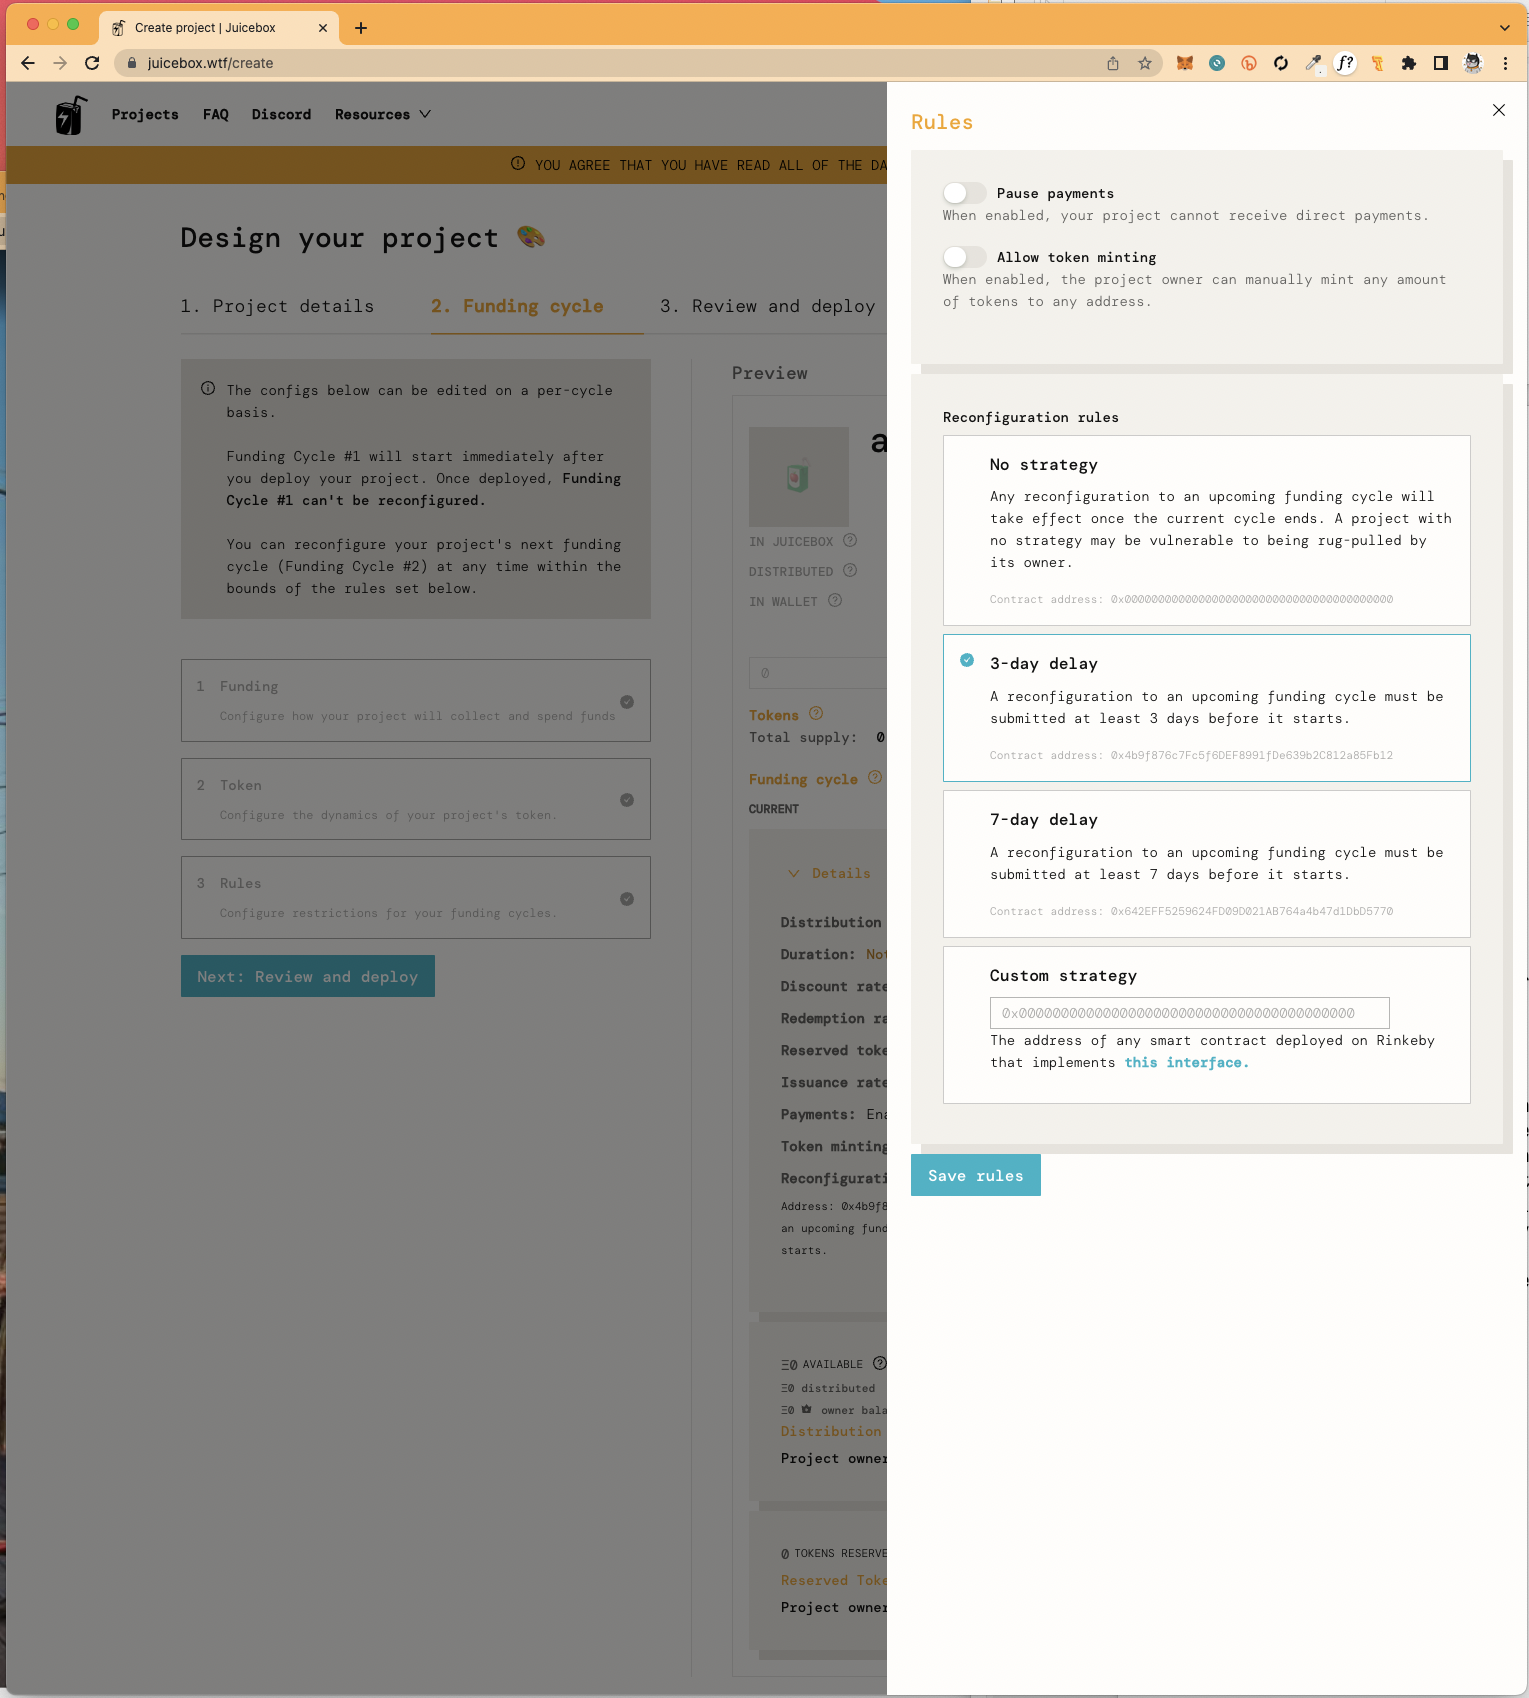 Create project | Juicebox
juicebox.wtf/create
f?
Projects FAQ Discord Resources
YOU AGREE THAT YOU HAVE READ ALL OF THE DA
Design your project
1. Project details 2. Funding cycle 3. Review and deploy
The configs below can be edited on a per-cycle
basis.
Funding Cycle #1 will start immediately after
you deploy your project. Once deployed, Funding
Cycle #1 can't be reconfigured.
You can reconfigure your project's next funding
cycle (Funding Cycle #2) at any time within the
bounds of the rules set below.
1 Funding
Configure how your project will collect and spend funds
2 Token
Configure the dynamics of your project's token.
3 Rules
Configure restrictions for your funding cycles.
Next: Review and deploy
Preview
a
IN JUICEBOX
DISTRIBUTED
IN WALLET
0
Tokens
Total supply: 0
Funding cycle
CURRENT
Details
Distribution
Duration: Not
Discount rate
Redemption ra
Reserved toke
Issuance rate
Payments: Ena
Token minting
Reconfigurati
Address: 0x4b9f8
an upcoming fund
starts.
Ξ0 AVAILABLE
Ξ0 distributed
Ξ0 owner bala
Distribution
Project owner
0 TOKENS RESERVE
Reserved Toke
Project owner
Rules
Pause payments
When enabled, your project cannot receive direct payments.
Allow token minting
When enabled, the project owner can manually mint any amount
of tokens to any address.
Reconfiguration rules
No strategy
Any reconfiguration to an upcoming funding cycle will
take effect once the current cycle ends. A project with
no strategy may be vulnerable to being rug-pulled by
its owner.
Contract address: 0x0000000000000000000000000000000000000000
3-day delay
A reconfiguration to an upcoming funding cycle must be
submitted at least 3 days before it starts.
Contract address: 0x4b9f876c7Fc5f6DEF8991fDe639b2C812a85Fb12
7-day delay
A reconfiguration to an upcoming funding cycle must be
submitted at least 7 days before it starts.
Contract address: 0x642EFF5259624FD09D021AB764a4b47d1DbD5770
Custom strategy
0x0000000000000000000000000000000000000000
The address of any smart contract deployed on Rinkeby
that implements this interface.
Save rules